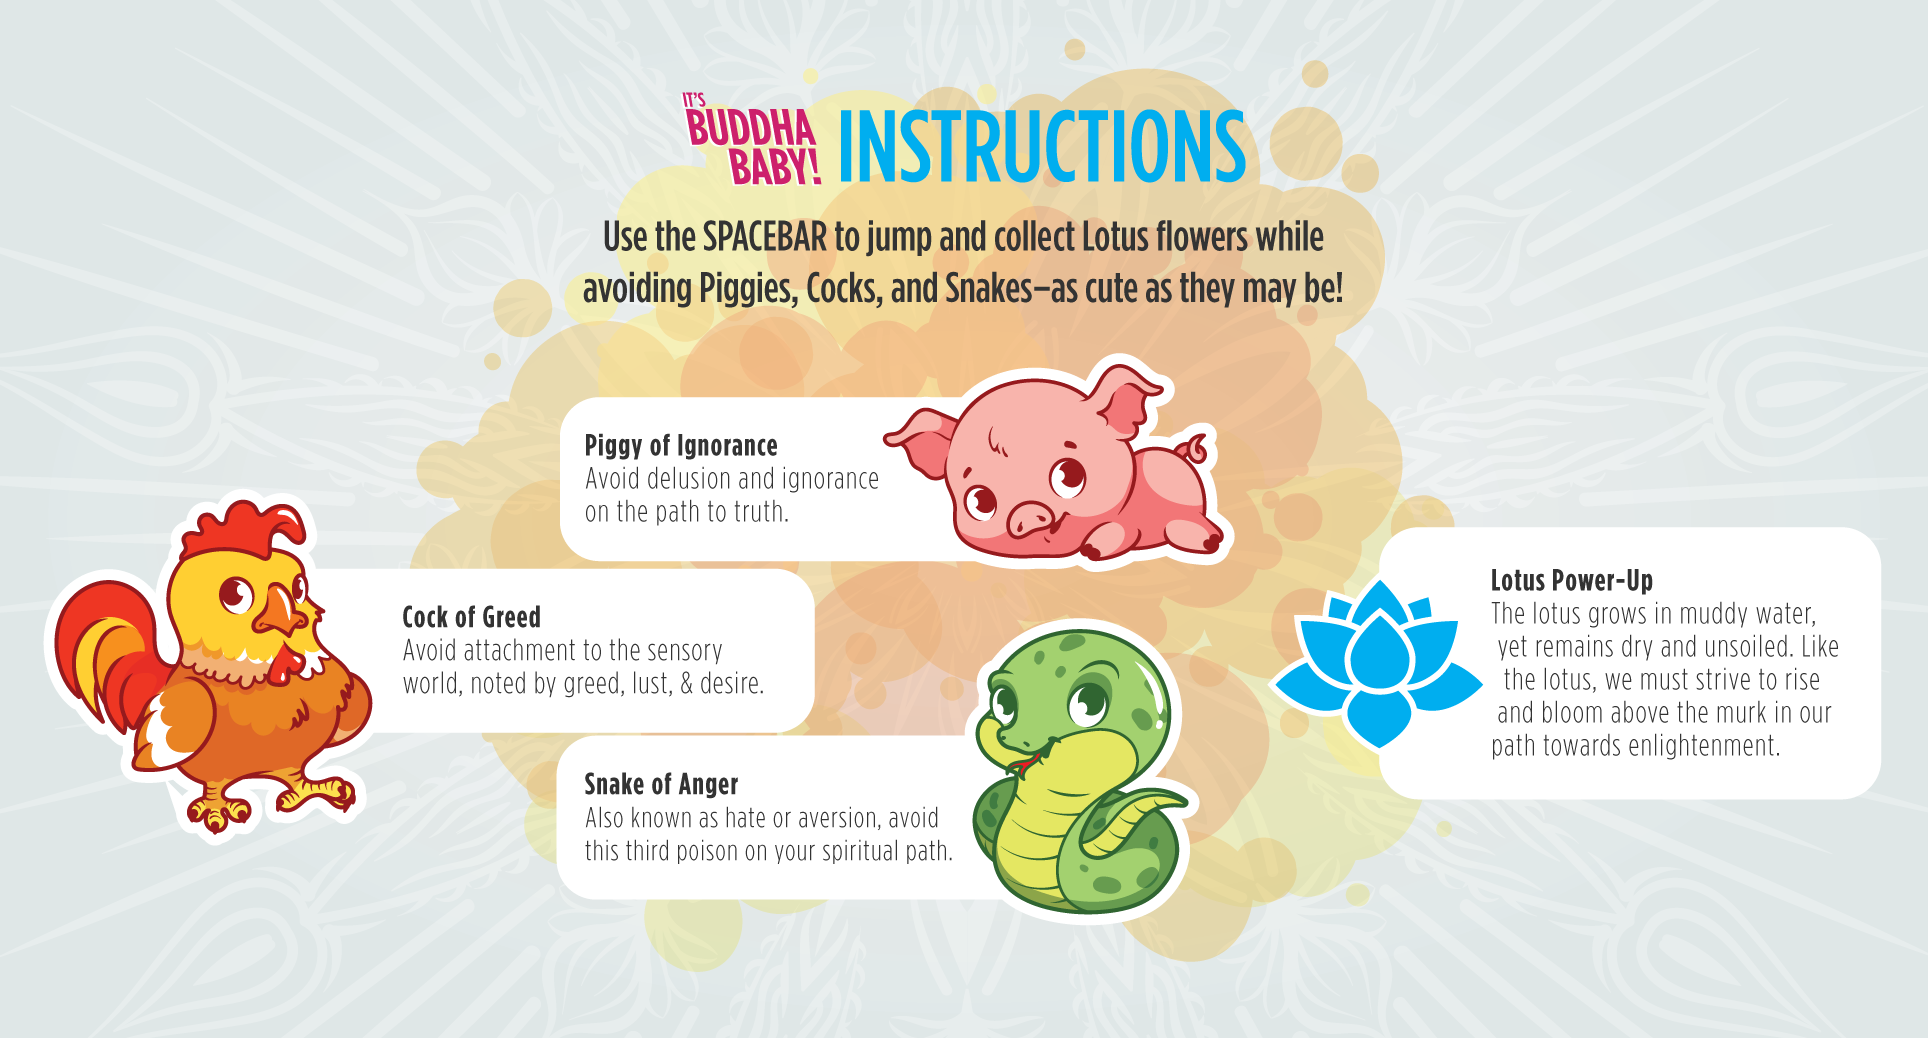 IT'S
BUDDHA
BABY!
INSTRUCTIONS
Use the SPACEBAR to jump and collect Lotus flowers while
avoiding Piggies, Cocks, and Snakes–as cute as they may be!
Piggy of Ignorance
Avoid delusion and ignorance
on the path to truth.
Cock of Greed
Avoid attachment to the sensory
world, noted by greed, lust, & desire.
Snake of Anger
Also known as hate or aversion, avoid
this third poison on your spiritual path.
Lotus Power-Up
The lotus grows in muddy water,
yet remains dry and unsoiled. Like
the lotus, we must strive to rise
and bloom above the murk in our
path towards enlightenment.